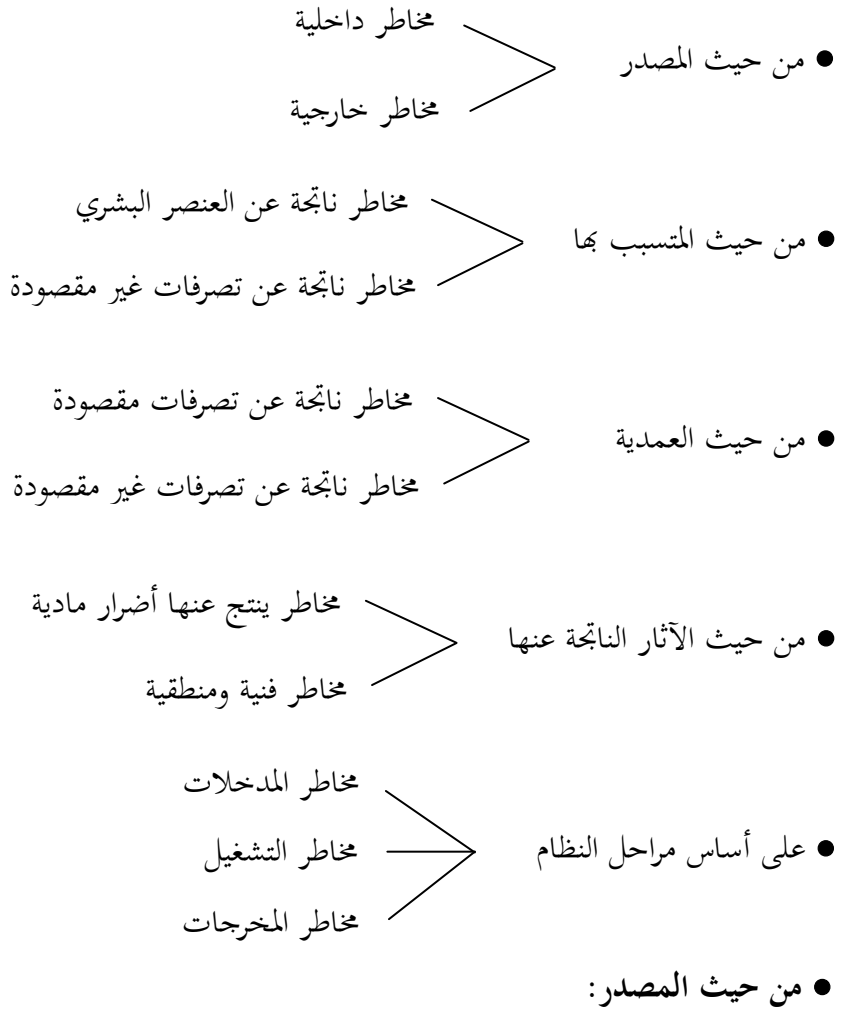 مخاطر داخلية
● من حيث المصدر
مخاطر خارجية
مخاطر ناتجة عن العنصر البشري
● من حيث المتسبب بها
مخاطر ناتجة عن تصرفات غير مقصودة
مخاطر ناتجة عن تصرفات مقصودة
● من حيث العمدية
مخاطر ناتجة عن تصرفات غير مقصودة
مخاطر ينتج عنها أضرار مادية
● من حيث الآثار الناتجة عنها
مخاطر فنية ومنطقية
مخاطر المدخلات
● على أساس مراحل النظام
مخاطر التشغيل
مخاطر المخرجات
● من حيث المصدر: